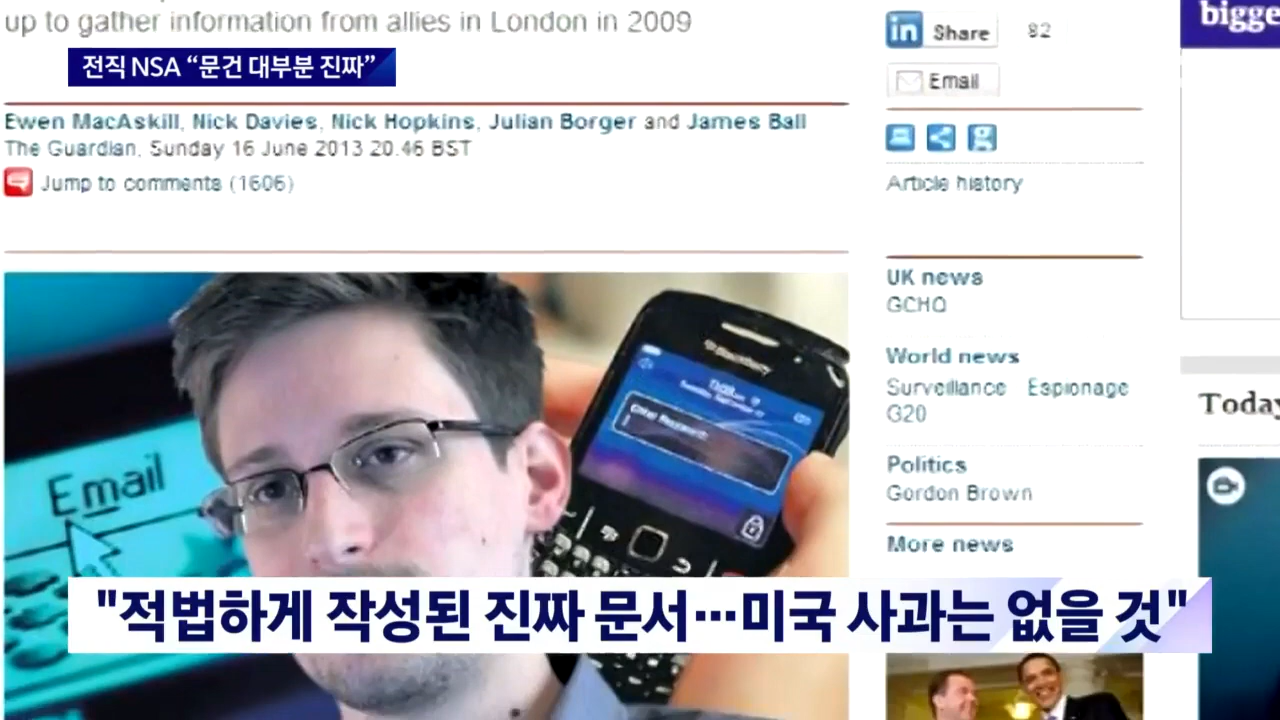 up to gather information from allies in London in 2009
전직 NSA “문건 대부분 진짜”
Ewen MacAskill, Nick Davies, Nick Hopkins, Julian Borger and James Ball
The Guardian, Sunday 16 June 2013 20.46 BST
Jump to comments (1606)
in Share 82
Email
Article history
UK news
GCHQ
World news
Surveillance Espionage
G20
Politics
Gordon Brown
More news
bigge
Today
Email
BlackBerry
Enter Password:
"적법하게 작성된 진짜 문서…미국 사과는 없을 것"